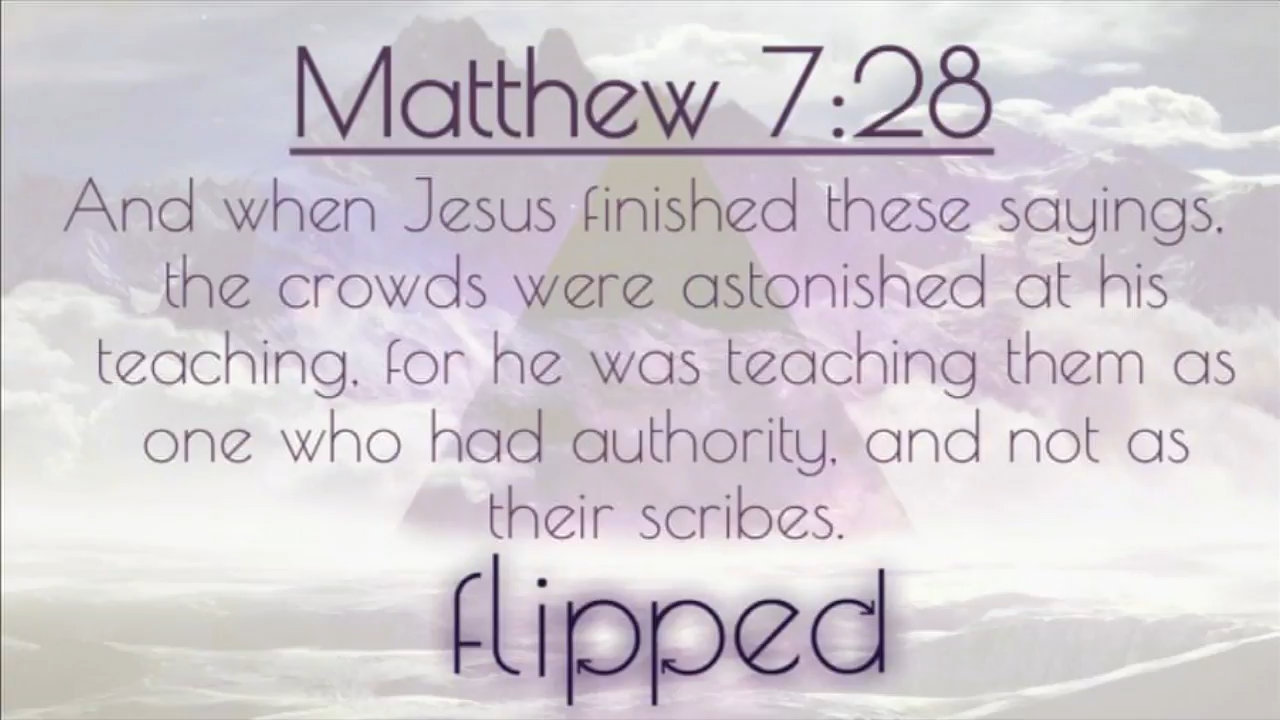 Matthew 7:28
And when Jesus finished these sayings,
the crowds were astonished at his
teaching, for he was teaching them as
one who had authority, and not as
their scribes.
flipped